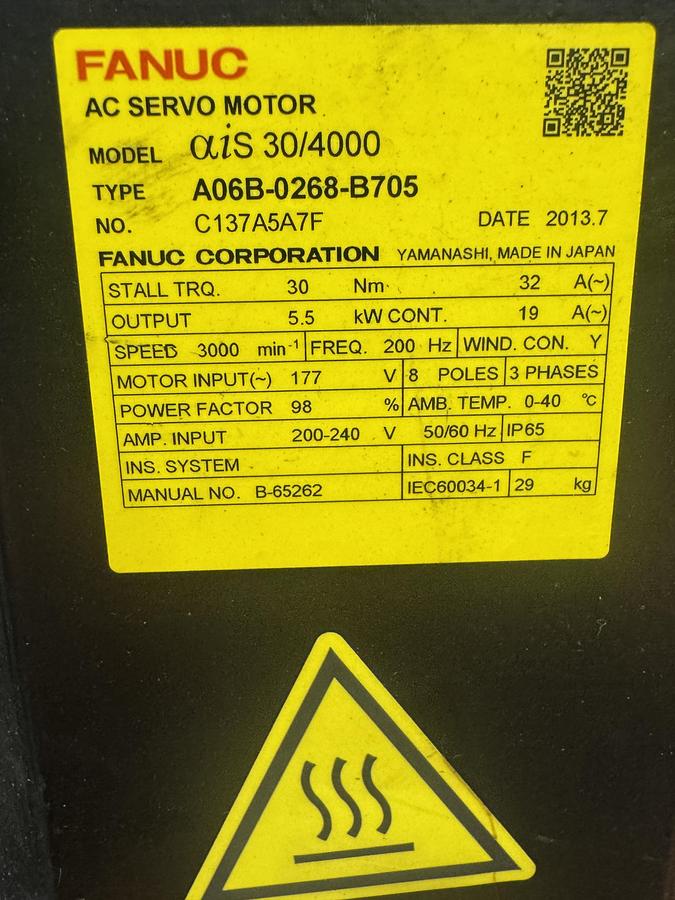 FANUC
AC SERVO MOTOR
MODEL αiS 30/4000
TYPE A06B-0268-B705
NO. C137A5A7F DATE 2013.7
FANUC CORPORATION YAMANASHI, MADE IN JAPAN
STALL TRQ. 30 Nm 32 A(~)
OUTPUT 5.5 kW CONT. 19 A(~)
SPEED 3000 min-1 FREQ. 200 Hz WIND. CON. Y
MOTOR INPUT(~) 177 V 8 POLES 3 PHASES
POWER FACTOR 98 % AMB. TEMP. 0-40 ℃
AMP. INPUT 200-240 V 50/60 Hz IP65
INS. SYSTEM INS. CLASS F
MANUAL NO. B-65262 IEC60034-1 29 kg